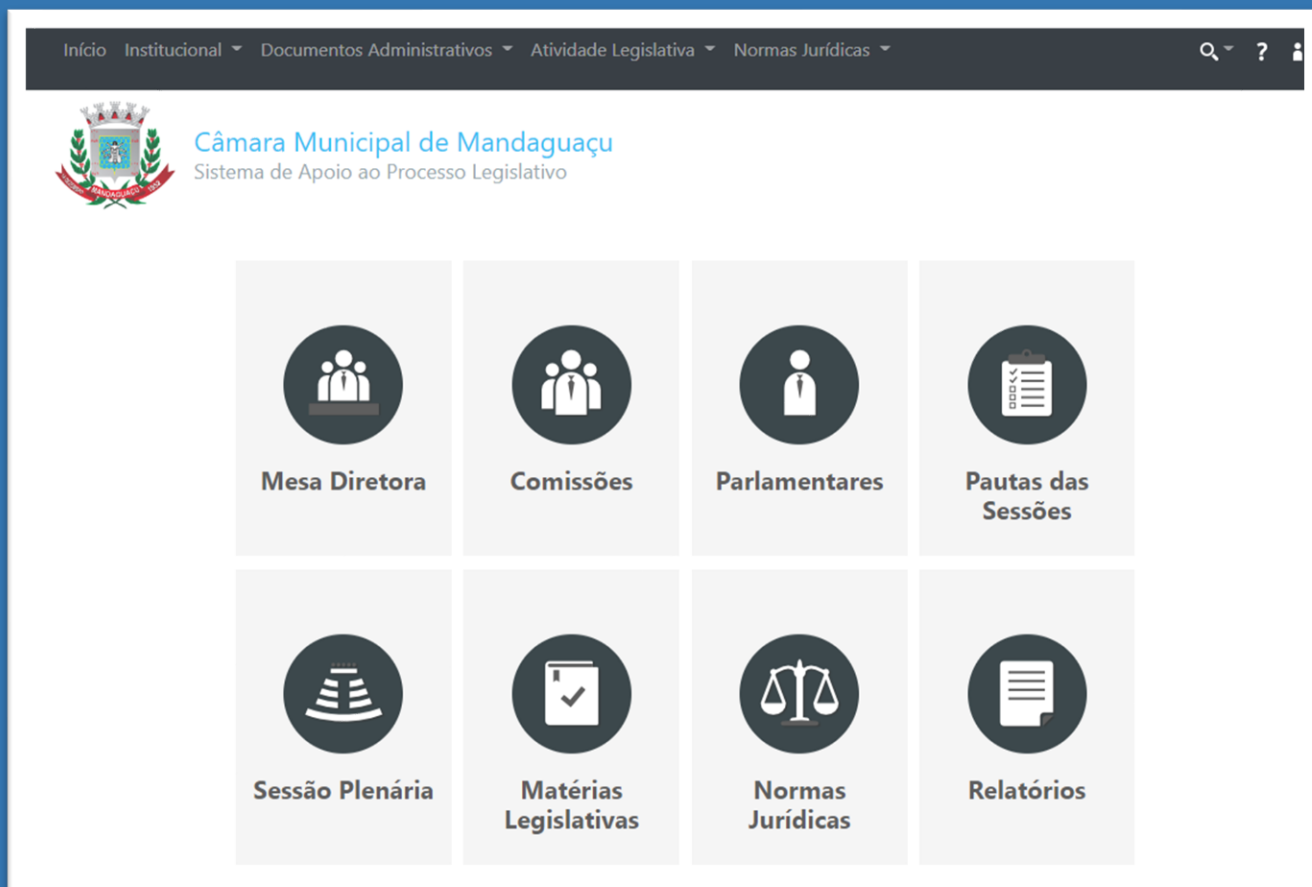 Início Institucional Documentos Administrativos Atividade Legislativa Normas Jurídicas ?
Câmara Municipal de Mandaguaçu
Sistema de Apoio ao Processo Legislativo
MANDAGUAÇU
Mesa Diretora
Comissões
Parlamentares
Pautas das
Sessões
Sessão Plenária
Matérias
Legislativas
Normas
Jurídicas
Relatórios